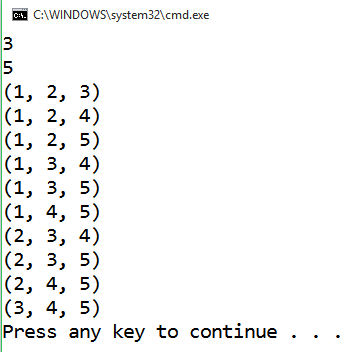 C:\WINDOWS\system32\cmd.exe
3
5
(1, 2, 3)
(1, 2, 4)
(1, 2, 5)
(1, 3, 4)
(1, 3, 5)
(1, 4, 5)
(2, 3, 4)
(2, 3, 5)
(2, 4, 5)
(3, 4, 5)
Press any key to continue . . .